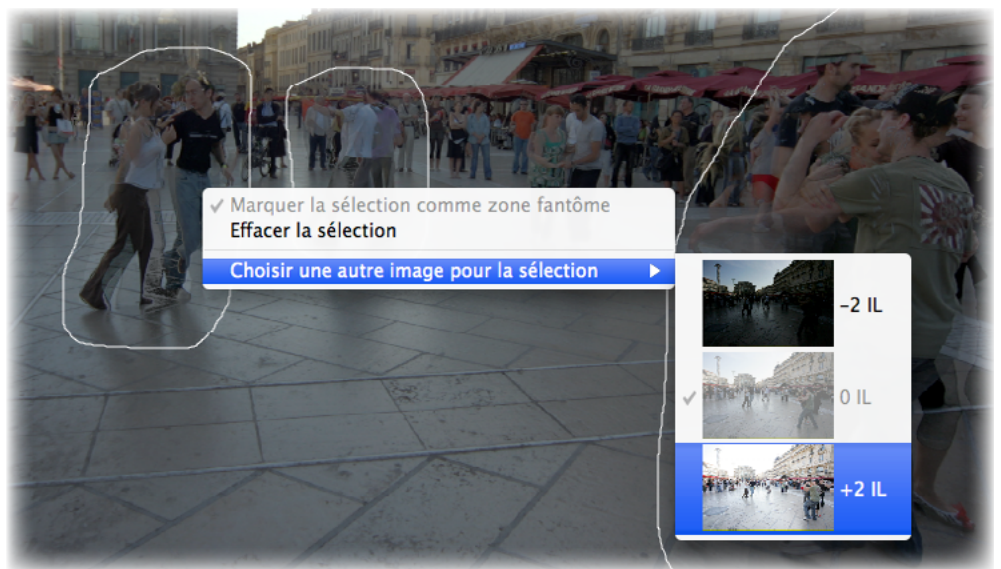 Marquer la sélection comme zone fantôme
Effacer la sélection
Choisir une autre image pour la sélection
-2 IL
0 IL
+2 IL